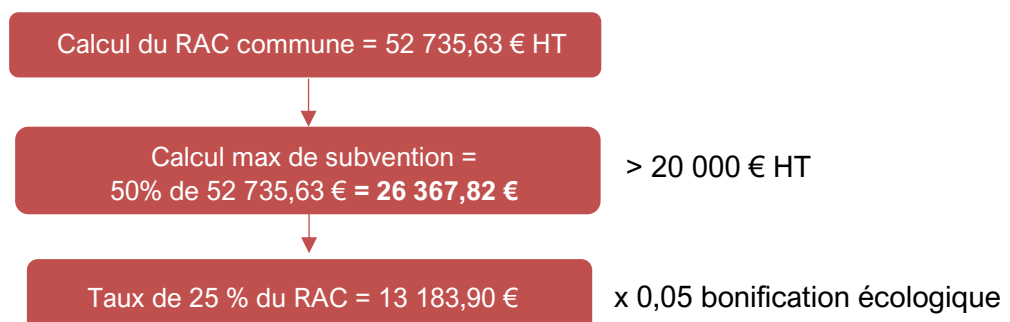 Calcul du RAC commune = 52 735,63 € HT
Calcul max de subvention =
50% de 52 735,63 € = 26 367,82 €
> 20 000 € HT
Taux de 25 % du RAC = 13 183,90 €
x 0,05 bonification écologique